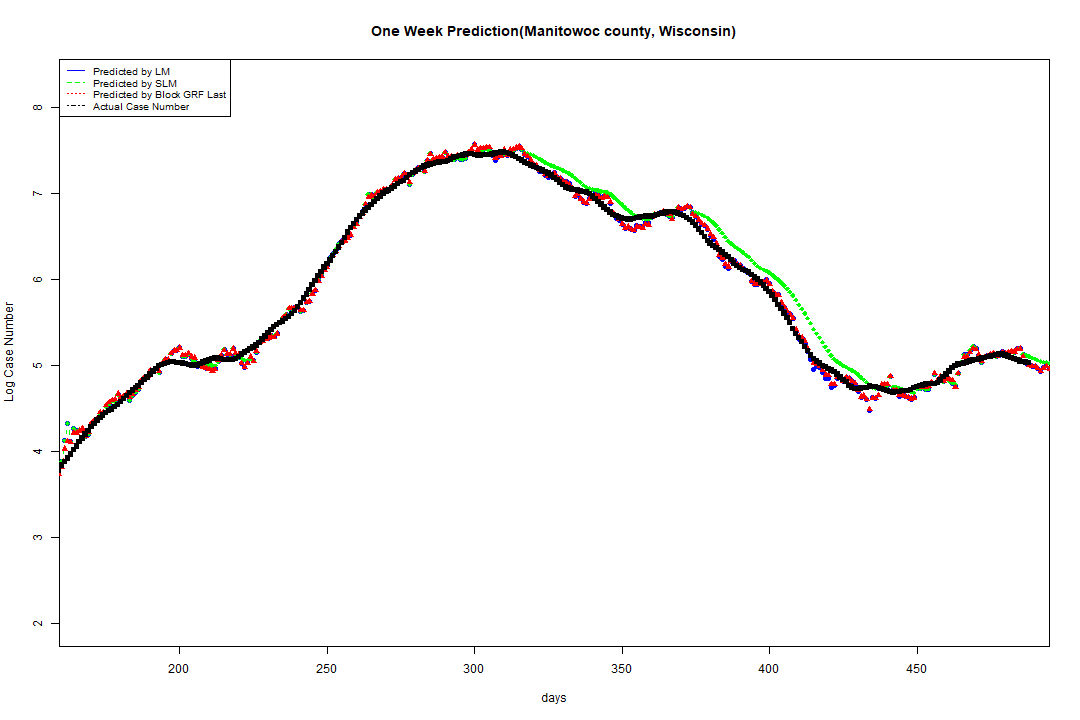 One Week Prediction(Manitowoc county, Wisconsin)
Predicted by LM
Predicted by SLM
Predicted by Block GRF Last
Actual Case Number
8
7
6
5
4
3
2
Log Case Number
200 250 300 350 400 450
days